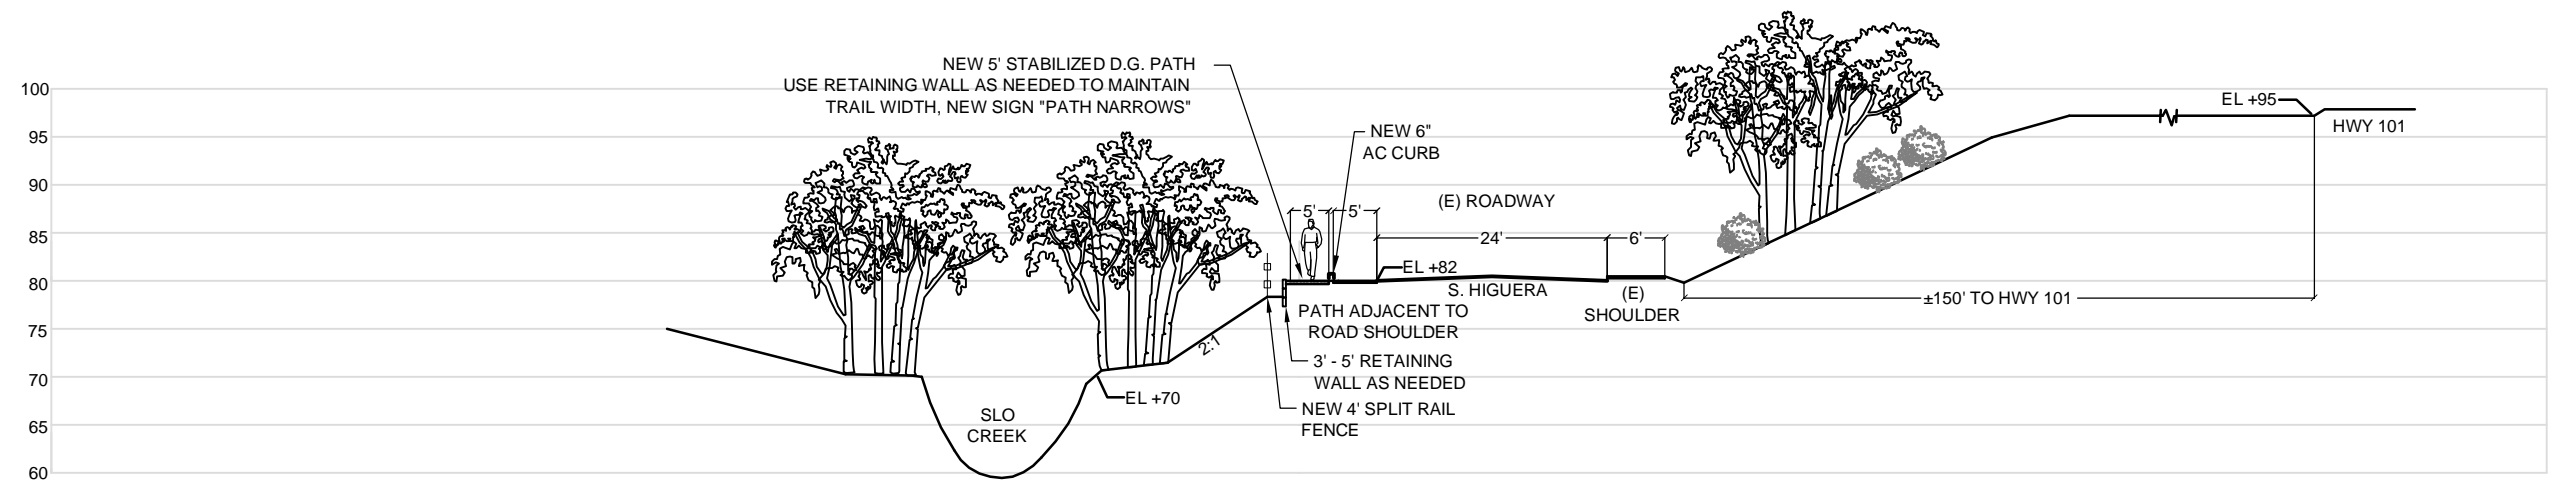 NEW 5' STABILIZED D.G. PATH
USE RETAINING WALL AS NEEDED TO MAINTAIN
TRAIL WIDTH, NEW SIGN "PATH NARROWS"
100
95
90
85
80
75
70
65
60
NEW 6"
AC CURB
(E) ROADWAY
5'
5'
24'
6'
EL +82
S. HIGUERA
(E)
SHOULDER
PATH ADJACENT TO
ROAD SHOULDER
2:1
3' - 5' RETAINING
WALL AS NEEDED
NEW 4' SPLIT RAIL
FENCE
EL +70
SLO
CREEK
EL +95
HWY 101
±150' TO HWY 101